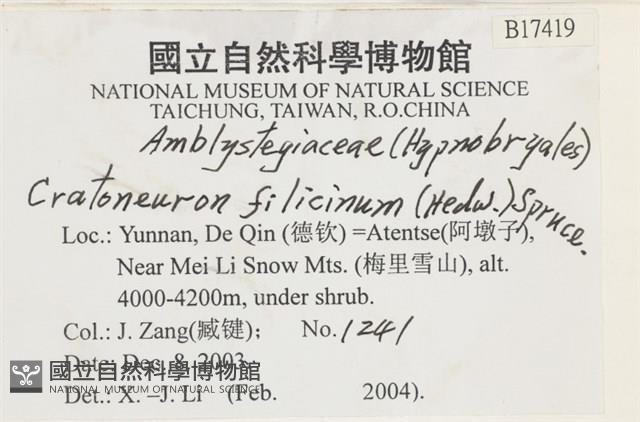 B17419
國立自然科學博物館
NATIONAL MUSEUM OF NATURAL SCIENCE
TAICHUNG, TAIWAN, R.O.CHINA
Amblystegiaceae (Hypnobryales)
Cratoneuron filicinum (Hedw.) Spruce.
Loc.: Yunnan, De Qin (德钦) =Atentse(阿墩子),
Near Mei Li Snow Mts. (梅里雪山), alt.
4000-4200m, under shrub.
Col.: J. Zang(臧键); No. 1241
Date: Dec. 8, 2003
國立自然科學博物館
NATIONAL MUSEUM OF NATURAL SCIENCE
Det.: X. –J. Li (Feb. 2004).